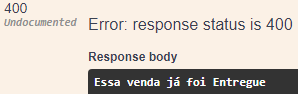 400
Undocumented
Error: response status is 400
Response body
Essa venda já foi Entregue